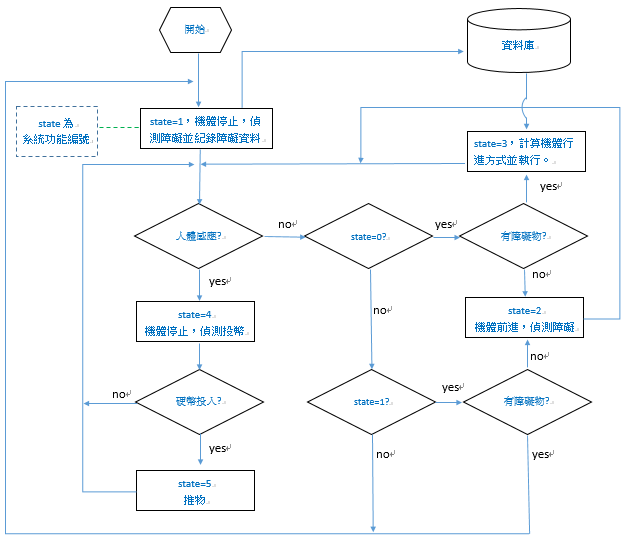 開始
資料庫
state 為
系統功能編號
state=1，機體停止，偵
測障礙並紀錄障礙資料
state=3，計算機體行
進方式並執行。
yes
人體感應?
no
state=0?
yes
有障礙物?
yes
no
no
state=4
機體停止，偵測投幣
state=2
機體前進，偵測障礙
no
硬幣投入?
no
state=1?
yes
有障礙物?
yes
no
yes
state=5
推物